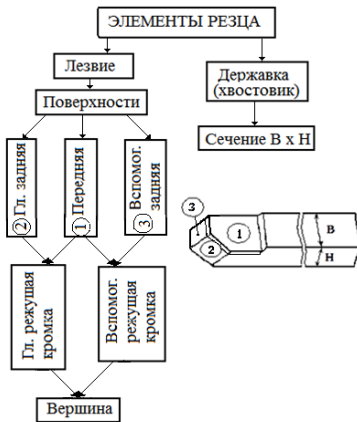 ЭЛЕМЕНТЫ РЕЗЦА
Лезвие
Державка
(хвостовик)
Поверхности
Сечение В х Н
2 Гл. задняя
1 Передняя
3 Вспомог.
задняя
3
1
2
В
Н
Гл. режушая
кромка
Вспомог.
режущая
кромка
Вершина